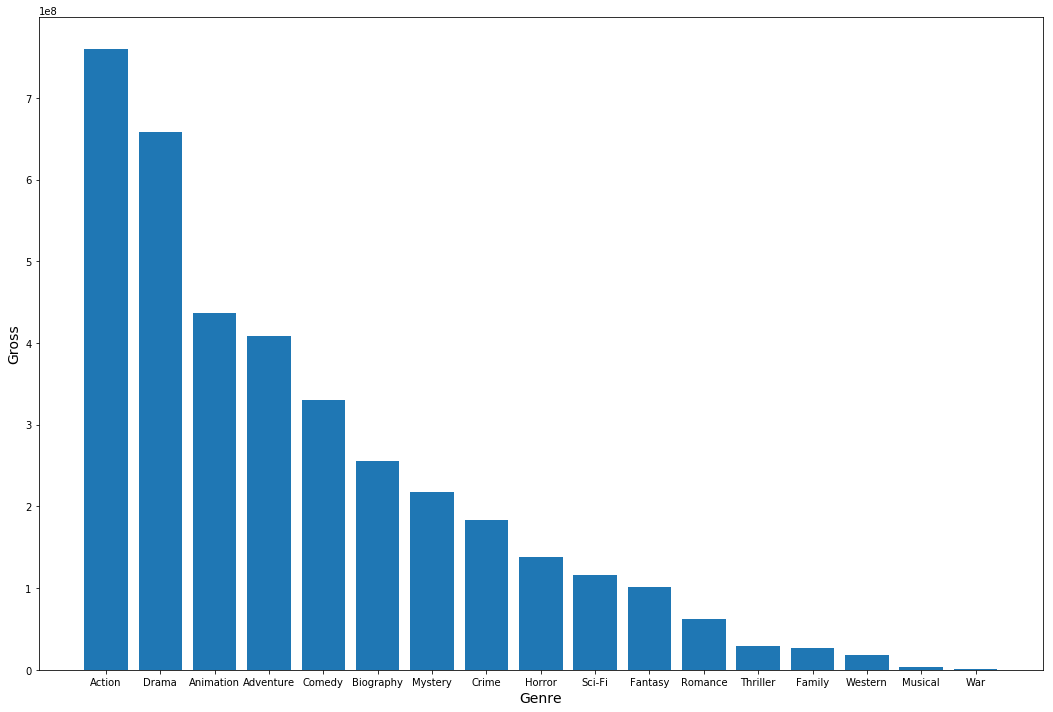 1e8
7
6
5
4
3
2
1
0
Gross
Action Drama Animation Adventure Comedy Biography Mystery Crime Horror Sci-Fi Fantasy Romance Thriller Family Western Musical War
Genre